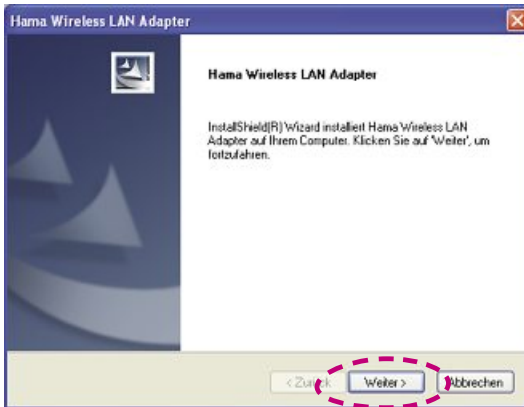 Hama Wireless LAN Adapter
Hama Wireless LAN Adapter
InstallShield(R) Wizard installiert Hama Wireless LAN
Adapter auf Ihrem Computer. Klicken Sie auf 'Weiter', um
fortzufahren.
< Zurück Weiter > Abbrechen